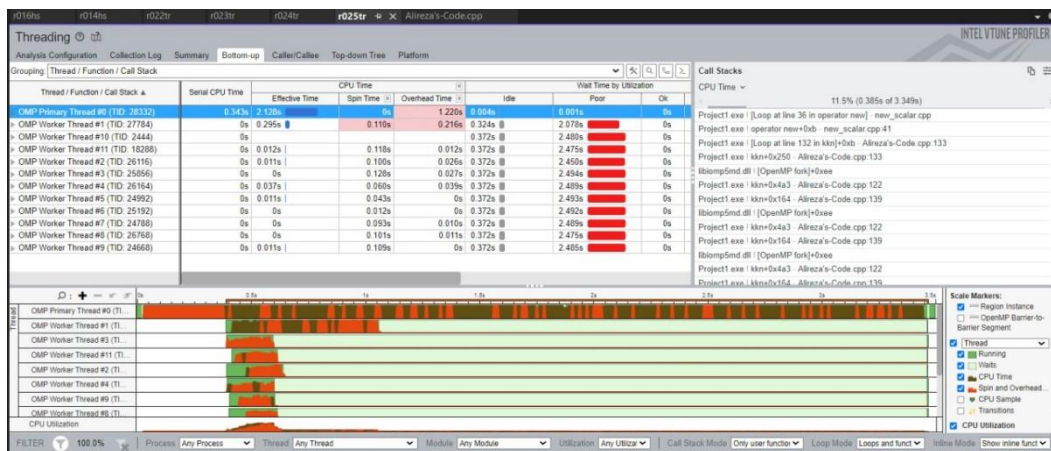 r016hs r014hs r022tr r023tr r024tr r025tr Alireza's-Code.cpp
Threading
INTEL VTUNE PROFILER
Analysis Configuration Collection Log Summary Bottom-up Caller/Callee Top-down Tree Platform
Grouping: Thread / Function / Call Stack
Thread / Function / Call Stack Serial CPU Time CPU Time Wait Time by Utilization
Effective Time Spin Time Overhead Time Idle Poor Ok
OMP Primary Thread #0 (TID: 28332) 0.343s 2.128s 0s 1.220s 0.004s 0.001s 0s
OMP Worker Thread #1 (TID: 27784) 0s 0.295s 0.110s 0.216s 0.324s 2.078s 0s
OMP Worker Thread #10 (TID: 2444) 0s 0.372s 2.480s 0s
OMP Worker Thread #11 (TID: 18288) 0s 0.012s 0.118s 0.012s 0.372s 2.475s 0s
OMP Worker Thread #2 (TID: 26116) 0s 0.011s 0.100s 0.026s 0.372s 2.450s 0s
OMP Worker Thread #3 (TID: 25856) 0s 0s 0.128s 0.027s 0.372s 2.494s 0s
OMP Worker Thread #4 (TID: 26164) 0s 0.037s 0.060s 0.039s 0.372s 2.489s 0s
OMP Worker Thread #5 (TID: 24992) 0s 0.011s 0.043s 0s 0.372s 2.493s 0s
OMP Worker Thread #6 (TID: 25192) 0s 0s 0.012s 0s 0.372s 2.492s 0s
OMP Worker Thread #7 (TID: 24788) 0s 0s 0.093s 0.010s 0.372s 2.475s 0s
OMP Worker Thread #8 (TID: 26768) 0s 0s 0.101s 0.011s 0.372s 2.475s 0s
OMP Worker Thread #9 (TID: 24668) 0s 0.011s 0.109s 0s 0.372s 2.485s 0s
Call Stacks
CPU Time
11.5% (0.385s of 3.349s)
Project1.exe ! [Loop at line 36 in operator new] - new_scalar.cpp
Project1.exe ! operator new+0xb - new_scalar.cpp:41
Project1.exe ! [Loop at line 132 in kkn]+0xb - Alireza's-Code.cpp:133
Project1.exe ! kkn+0x250 - Alireza's-Code.cpp:133
libiomp5md.dll ! [OpenMP fork]+0xee
Project1.exe ! kkn+0x4a3 - Alireza's-Code.cpp:122
Project1.exe ! kkn+0x164 - Alireza's-Code.cpp:139
libiomp5md.dll ! [OpenMP fork]+0xee
Project1.exe ! kkn+0x4a3 - Alireza's-Code.cpp:122
Project1.exe ! kkn+0x164 - Alireza's-Code.cpp:139
libiomp5md.dll ! [OpenMP fork]+0xee
Project1.exe ! kkn+0x4a3 - Alireza's-Code.cpp:122
Project1.exe ! kkn+0x164 - Alireza's-Code.cpp:139
0s 0.5s 1s 1.5s 2s 2.5s 3s 3.5s
Thread
OMP Primary Thread #0 (TI...
OMP Worker Thread #1 (TI...
OMP Worker Thread #3 (TI...
OMP Worker Thread #11 (TI...
OMP Worker Thread #2 (TI...
OMP Worker Thread #4 (TI...
OMP Worker Thread #9 (TI...
OMP Worker Thread #6 (TI...
CPU Utilization
Scale Markers:
Region Instance
OpenMP Barrier-to-
Barrier Segment
Thread
Running
Waits
CPU Time
Spin and Overhead...
CPU Sample
Transitions
CPU Utilization
FILTER 100.0% Process Any Process Thread Any Thread Module Any Module Utilization Any Utilizat Call Stack Mode Only user functio Loop Mode Loops and funct Inline Mode Show inline funct